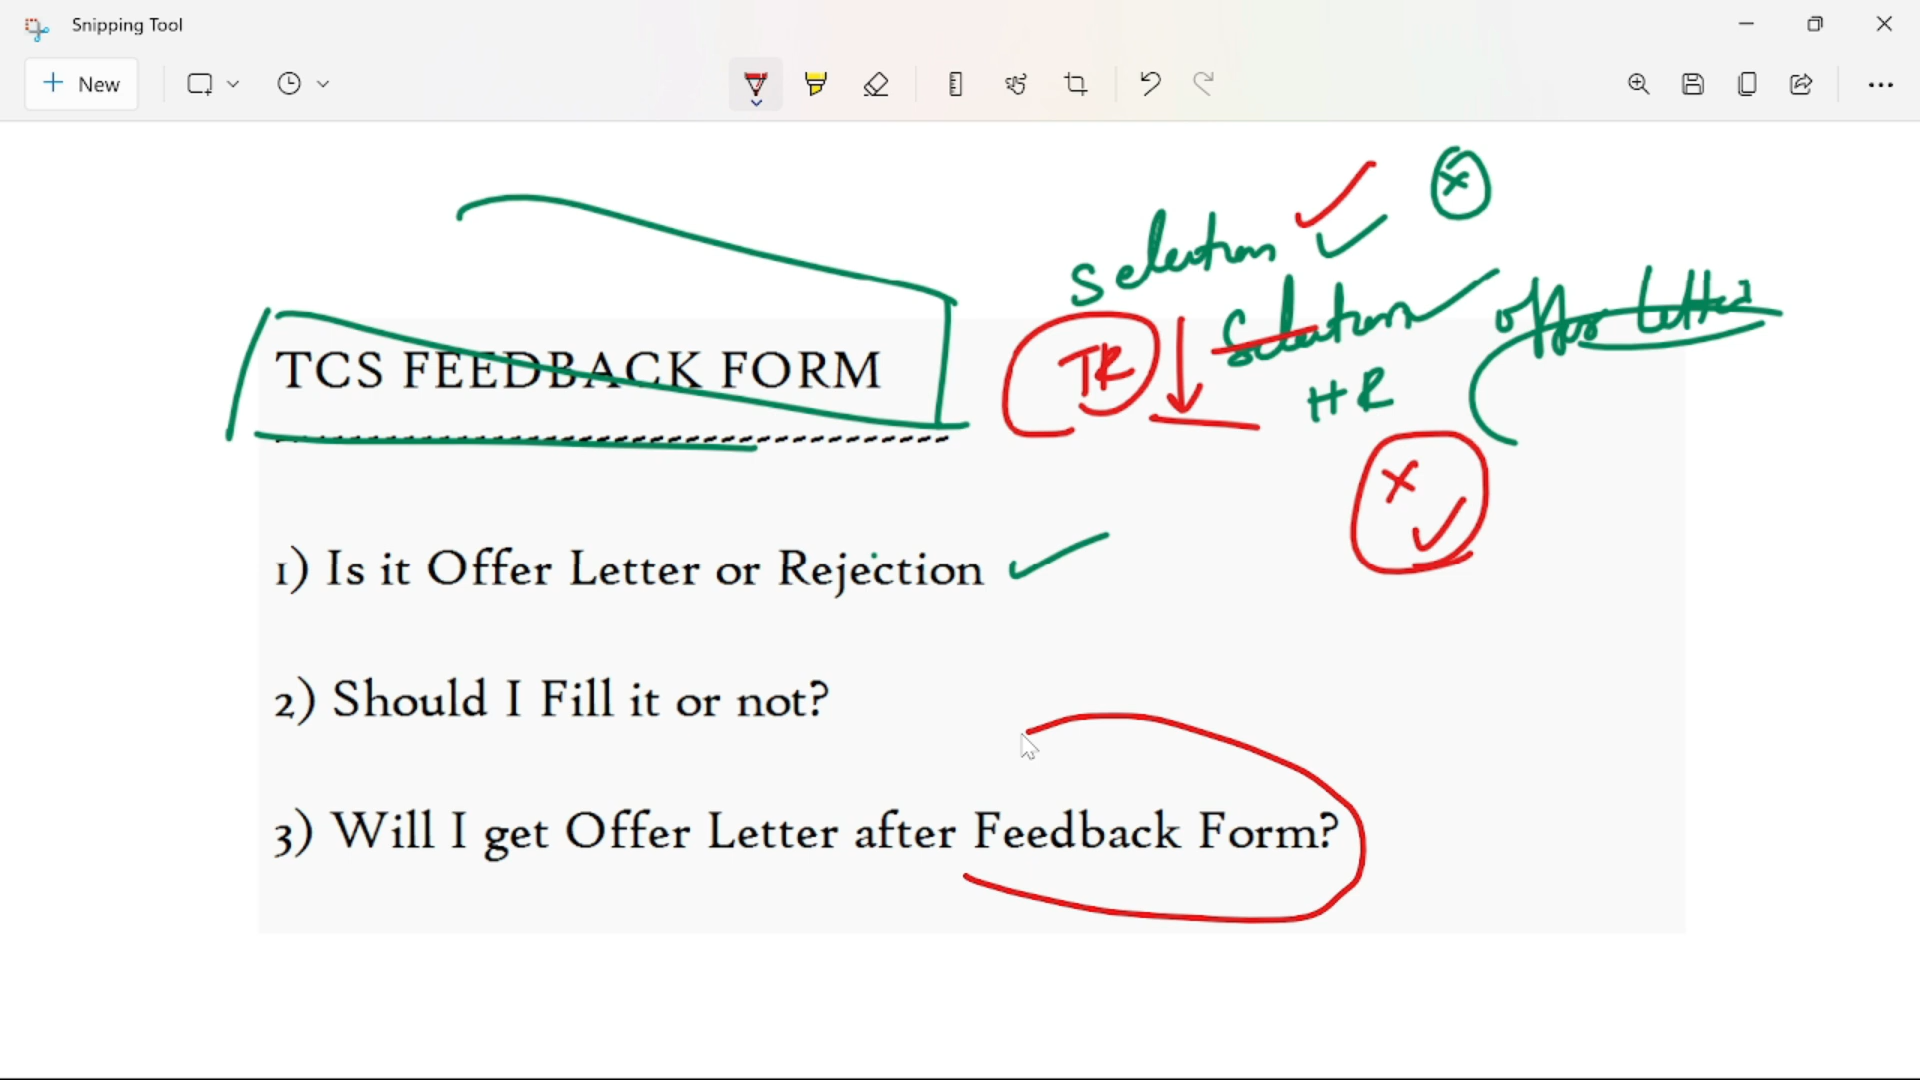 Snipping Tool
New
Selection
Selection
offer letter
TR
HR
TCS FEEDBACK FORM
1) Is it Offer Letter or Rejection
2) Should I Fill it or not?
3) Will I get Offer Letter after Feedback Form?